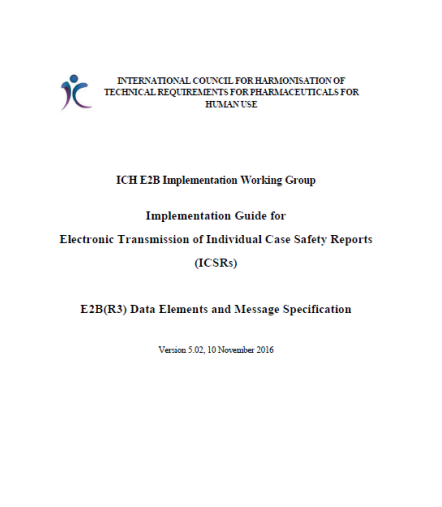 INTERNATIONAL COUNCIL FOR HARMONISATION OF
TECHNICAL REQUIREMENTS FOR PHARMACEUTICALS FOR
HUMAN USE
ICH E2B Implementation Working Group
Implementation Guide for
Electronic Transmission of Individual Case Safety Reports
(ICSRs)
E2B(R3) Data Elements and Message Specification
Version 5.02, 10 November 2016